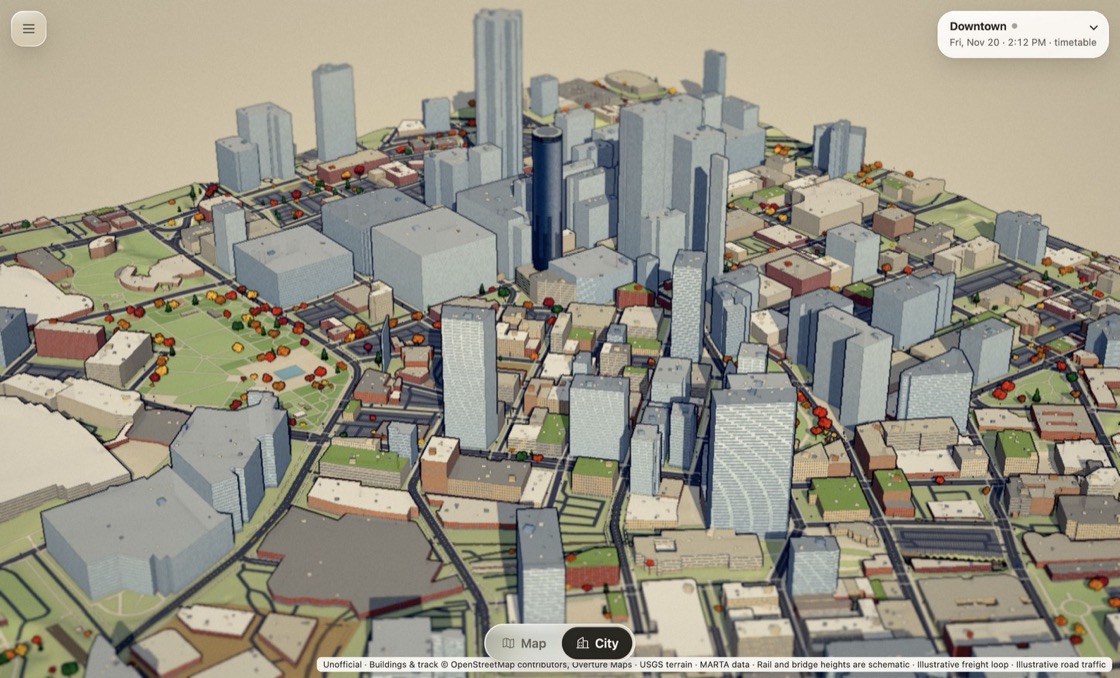 Downtown
Fri, Nov 20 · 2:12 PM · timetable
Map
City
Unofficial · Buildings & track © OpenStreetMap contributors, Overture Maps · USGS terrain · MARTA data · Rail and bridge heights are schematic · Illustrative freight loop · Illustrative road traffic